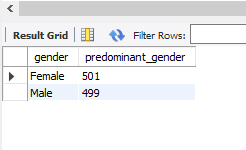 Result Grid Filter Rows:
gender predominant_gender
Female 501
Male 499